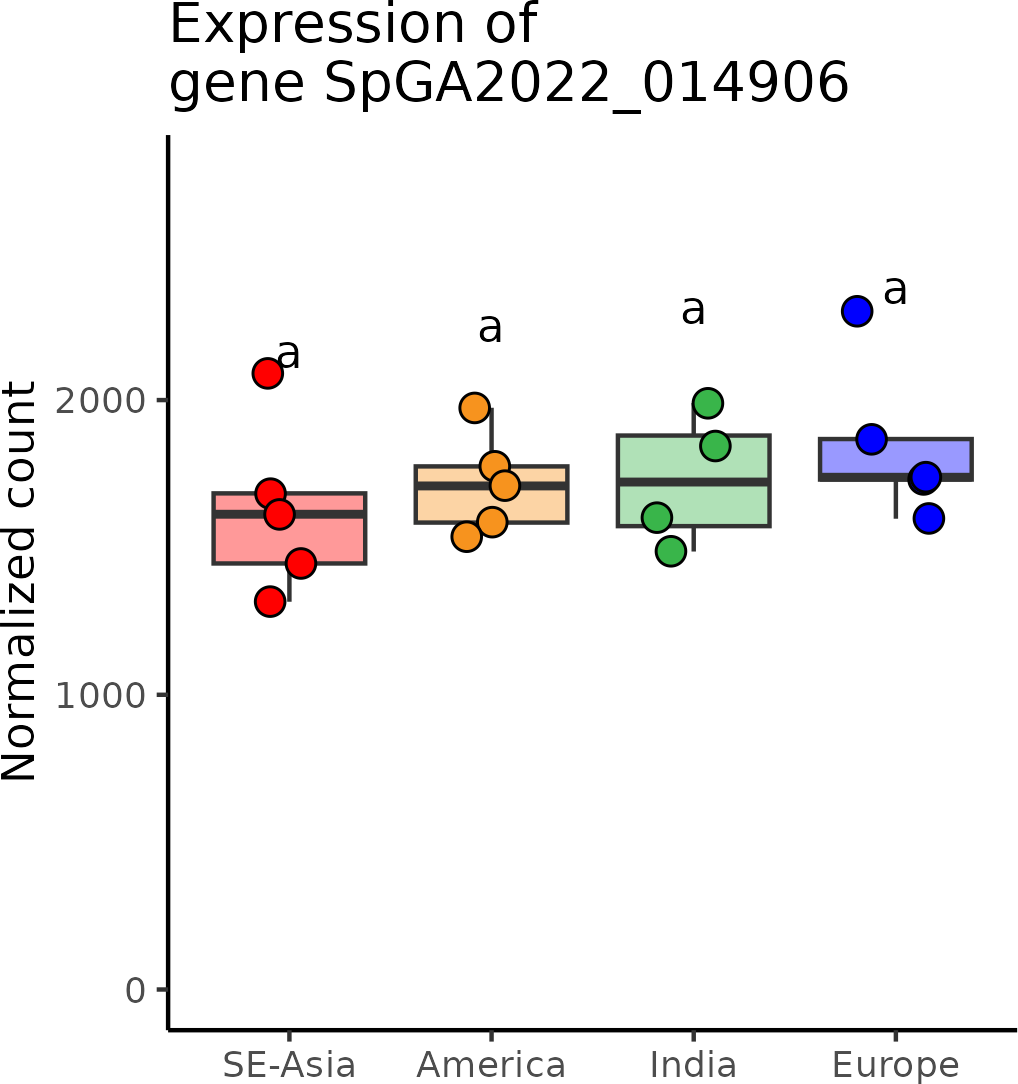 Expression of
gene SpGA2022_014906
Normalized count
2000
1000
0
a
a
a
a
SE-Asia
America
India
Europe